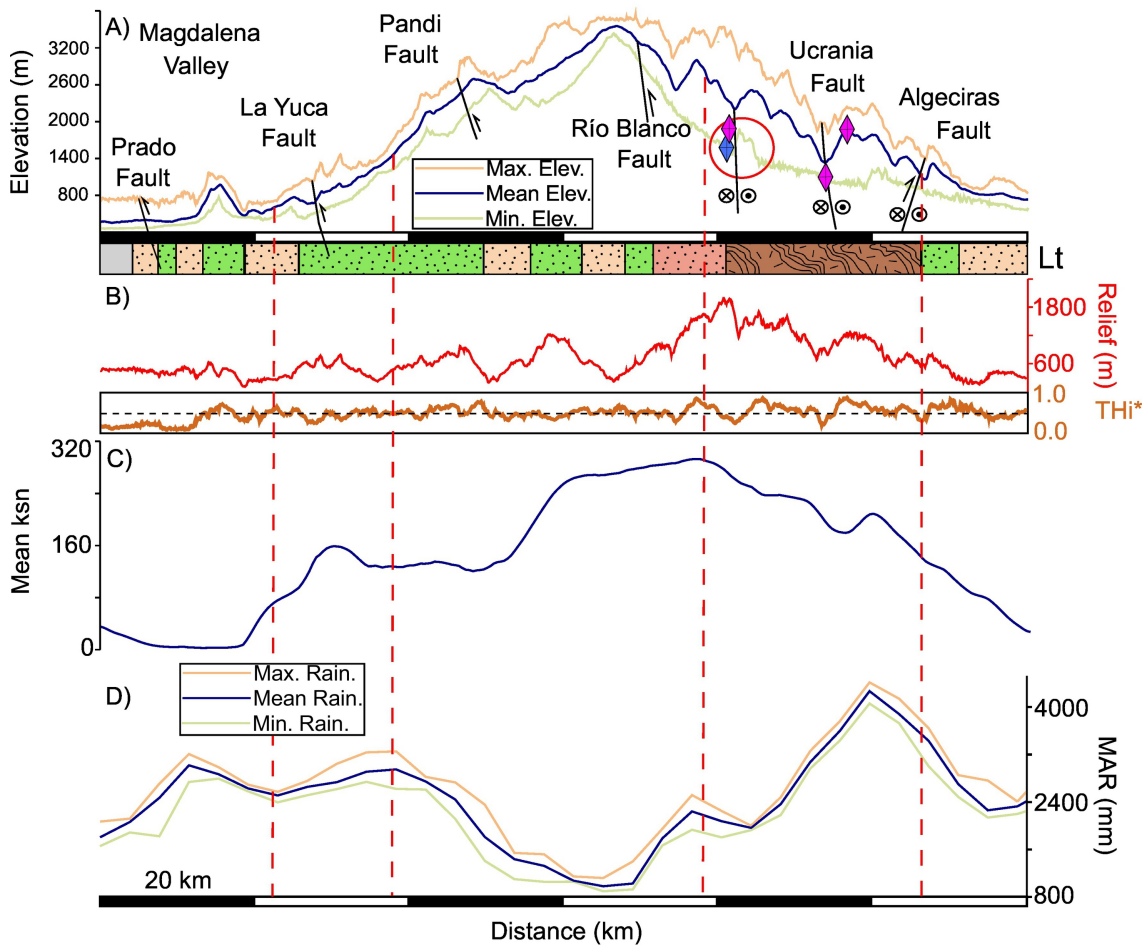 A)
Magdalena
Valley
Pandi
Fault
Ucrania
Fault
Algeciras
Fault
La Yuca
Fault
Prado
Fault
Río Blanco
Fault
Elevation (m)
3200
2600
2000
1400
800
Max. Elev.
Mean Elev.
Min. Elev.
Lt
B)
1800
600
Relief (m)
1.0
0.0
THi*
C)
320
160
0
Mean ksn
Max. Rain.
Mean Rain.
Min. Rain.
D)
4000
2400
800
MAR (mm)
20 km
Distance (km)